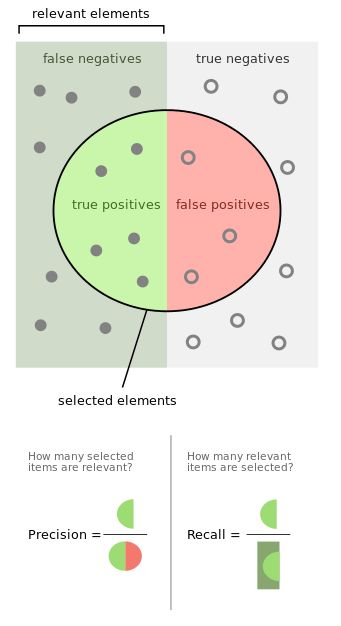 relevant elements
false negatives
true negatives
true positives
false positives
selected elements
How many selected
items are relevant?
How many relevant
items are selected?
Precision =
Recall =